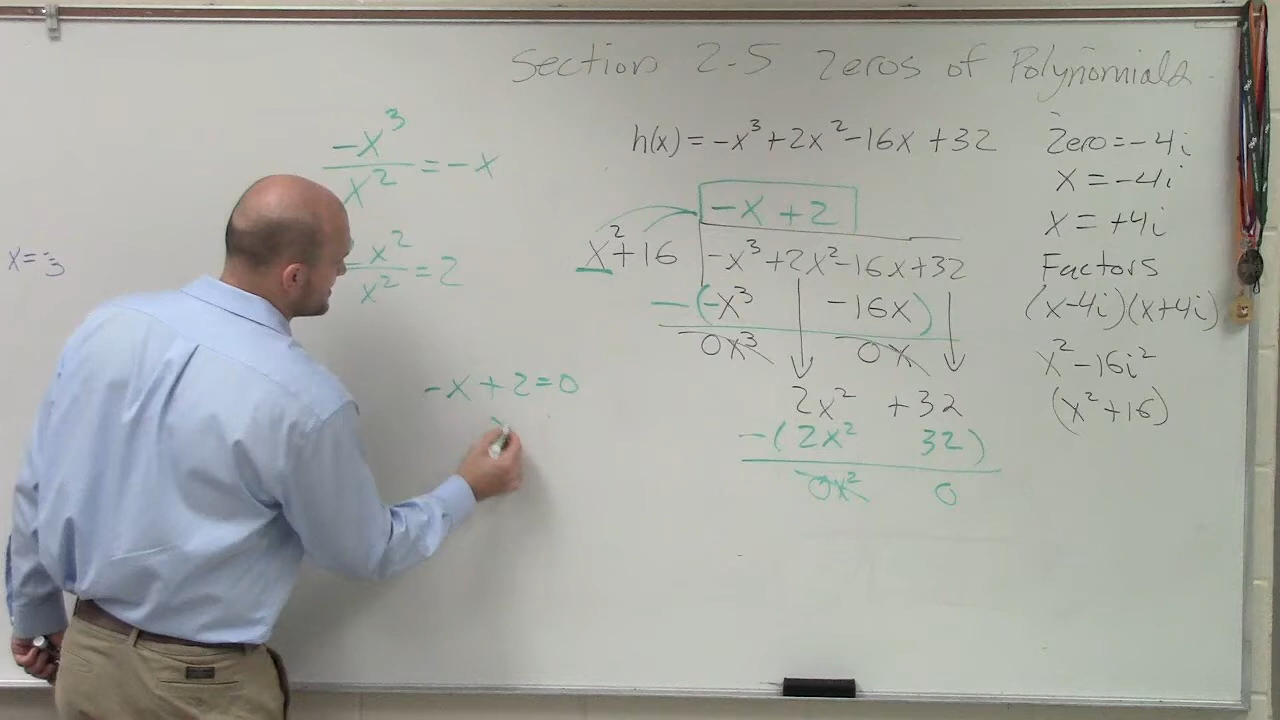 Section 2.5 Zeros of Polynomials
-x³/x² = -x
x²/x² = 2
x=-3
-x+2=0
h(x) = -x³+2x²-16x+32
-x+2
x²+16
-x³+2x²-16x+32
-(-x³ -16x)
0x³ 0x
2x² +32
-(2x² 32)
0x² 0
Zero=-4i
x=-4i
x=+4i
Factors
(x-4i)(x+4i)
x²-16i²
(x²+16)